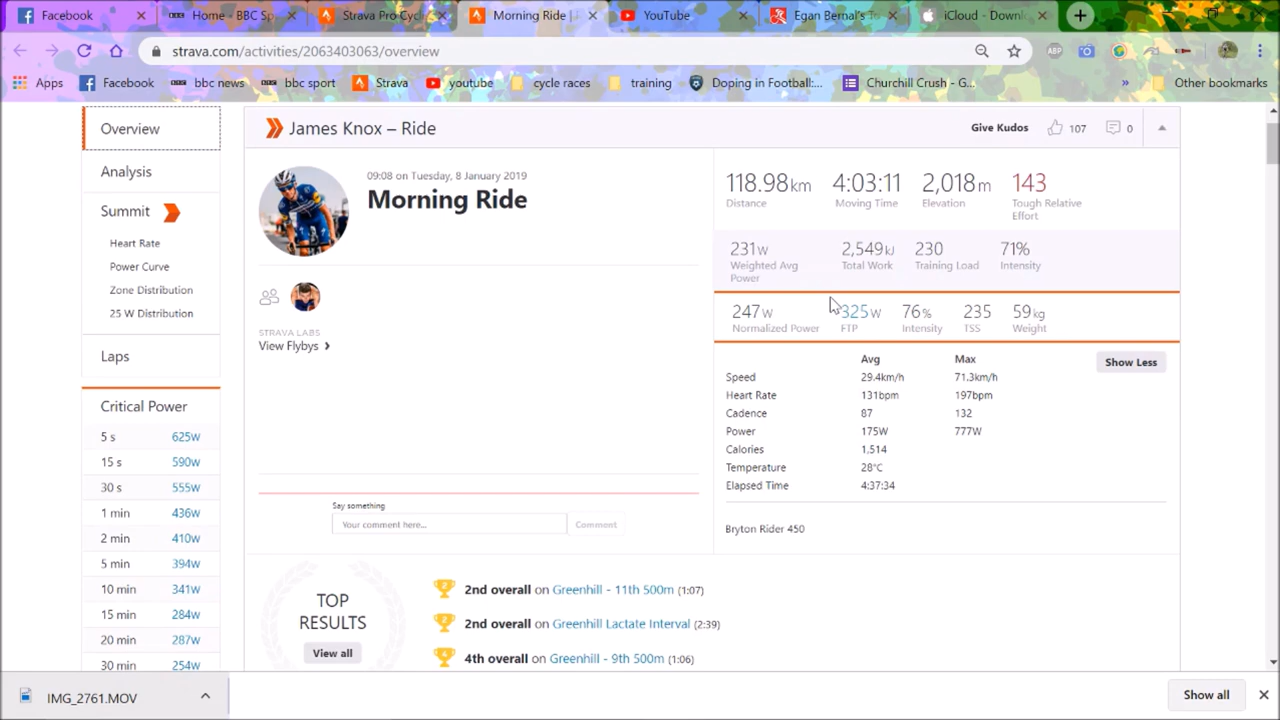 Facebook
Home - BBC Sp
Strava Pro Cycl
Morning Ride |
YouTube
Egan Bernal's To
iCloud - Downl
strava.com/activities/2063403063/overview
ABP
Apps
Facebook
bbc news
bbc sport
Strava
youtube
cycle races
training
Doping in Football:...
Churchill Crush - G...
»
Other bookmarks
Overview
Analysis
Summit
Heart Rate
Power Curve
Zone Distribution
25 W Distribution
Laps
Critical Power
5 s 625W
15 s 590W
30 s 555W
1 min 436W
2 min 410W
5 min 394W
10 min 341W
15 min 284W
20 min 287W
30 min 254W
James Knox – Ride
Give Kudos 107 0
09:08 on Tuesday, 8 January 2019
Morning Ride
STRAVA LABS
View Flybys
Say something
Your comment here...
Comment
118.98km 4:03:11 2,018m 143
Distance Moving Time Elevation Tough Relative
Effort
231W 2,549kJ 230 71%
Weighted Avg Total Work Training Load Intensity
Power
247W 325W 76% 235 59kg
Normalized Power FTP Intensity TSS Weight
Avg Max
Show Less
Speed 29.4km/h 71.3km/h
Heart Rate 131bpm 197bpm
Cadence 87 132
Power 175W 777W
Calories 1,514
Temperature 28°C
Elapsed Time 4:37:34
Bryton Rider 450
TOP
RESULTS
View all
2nd overall on Greenhill - 11th 500m (1:07)
2nd overall on Greenhill Lactate Interval (2:39)
4th overall on Greenhill - 9th 500m (1:06)
IMG_2761.MOV
Show all